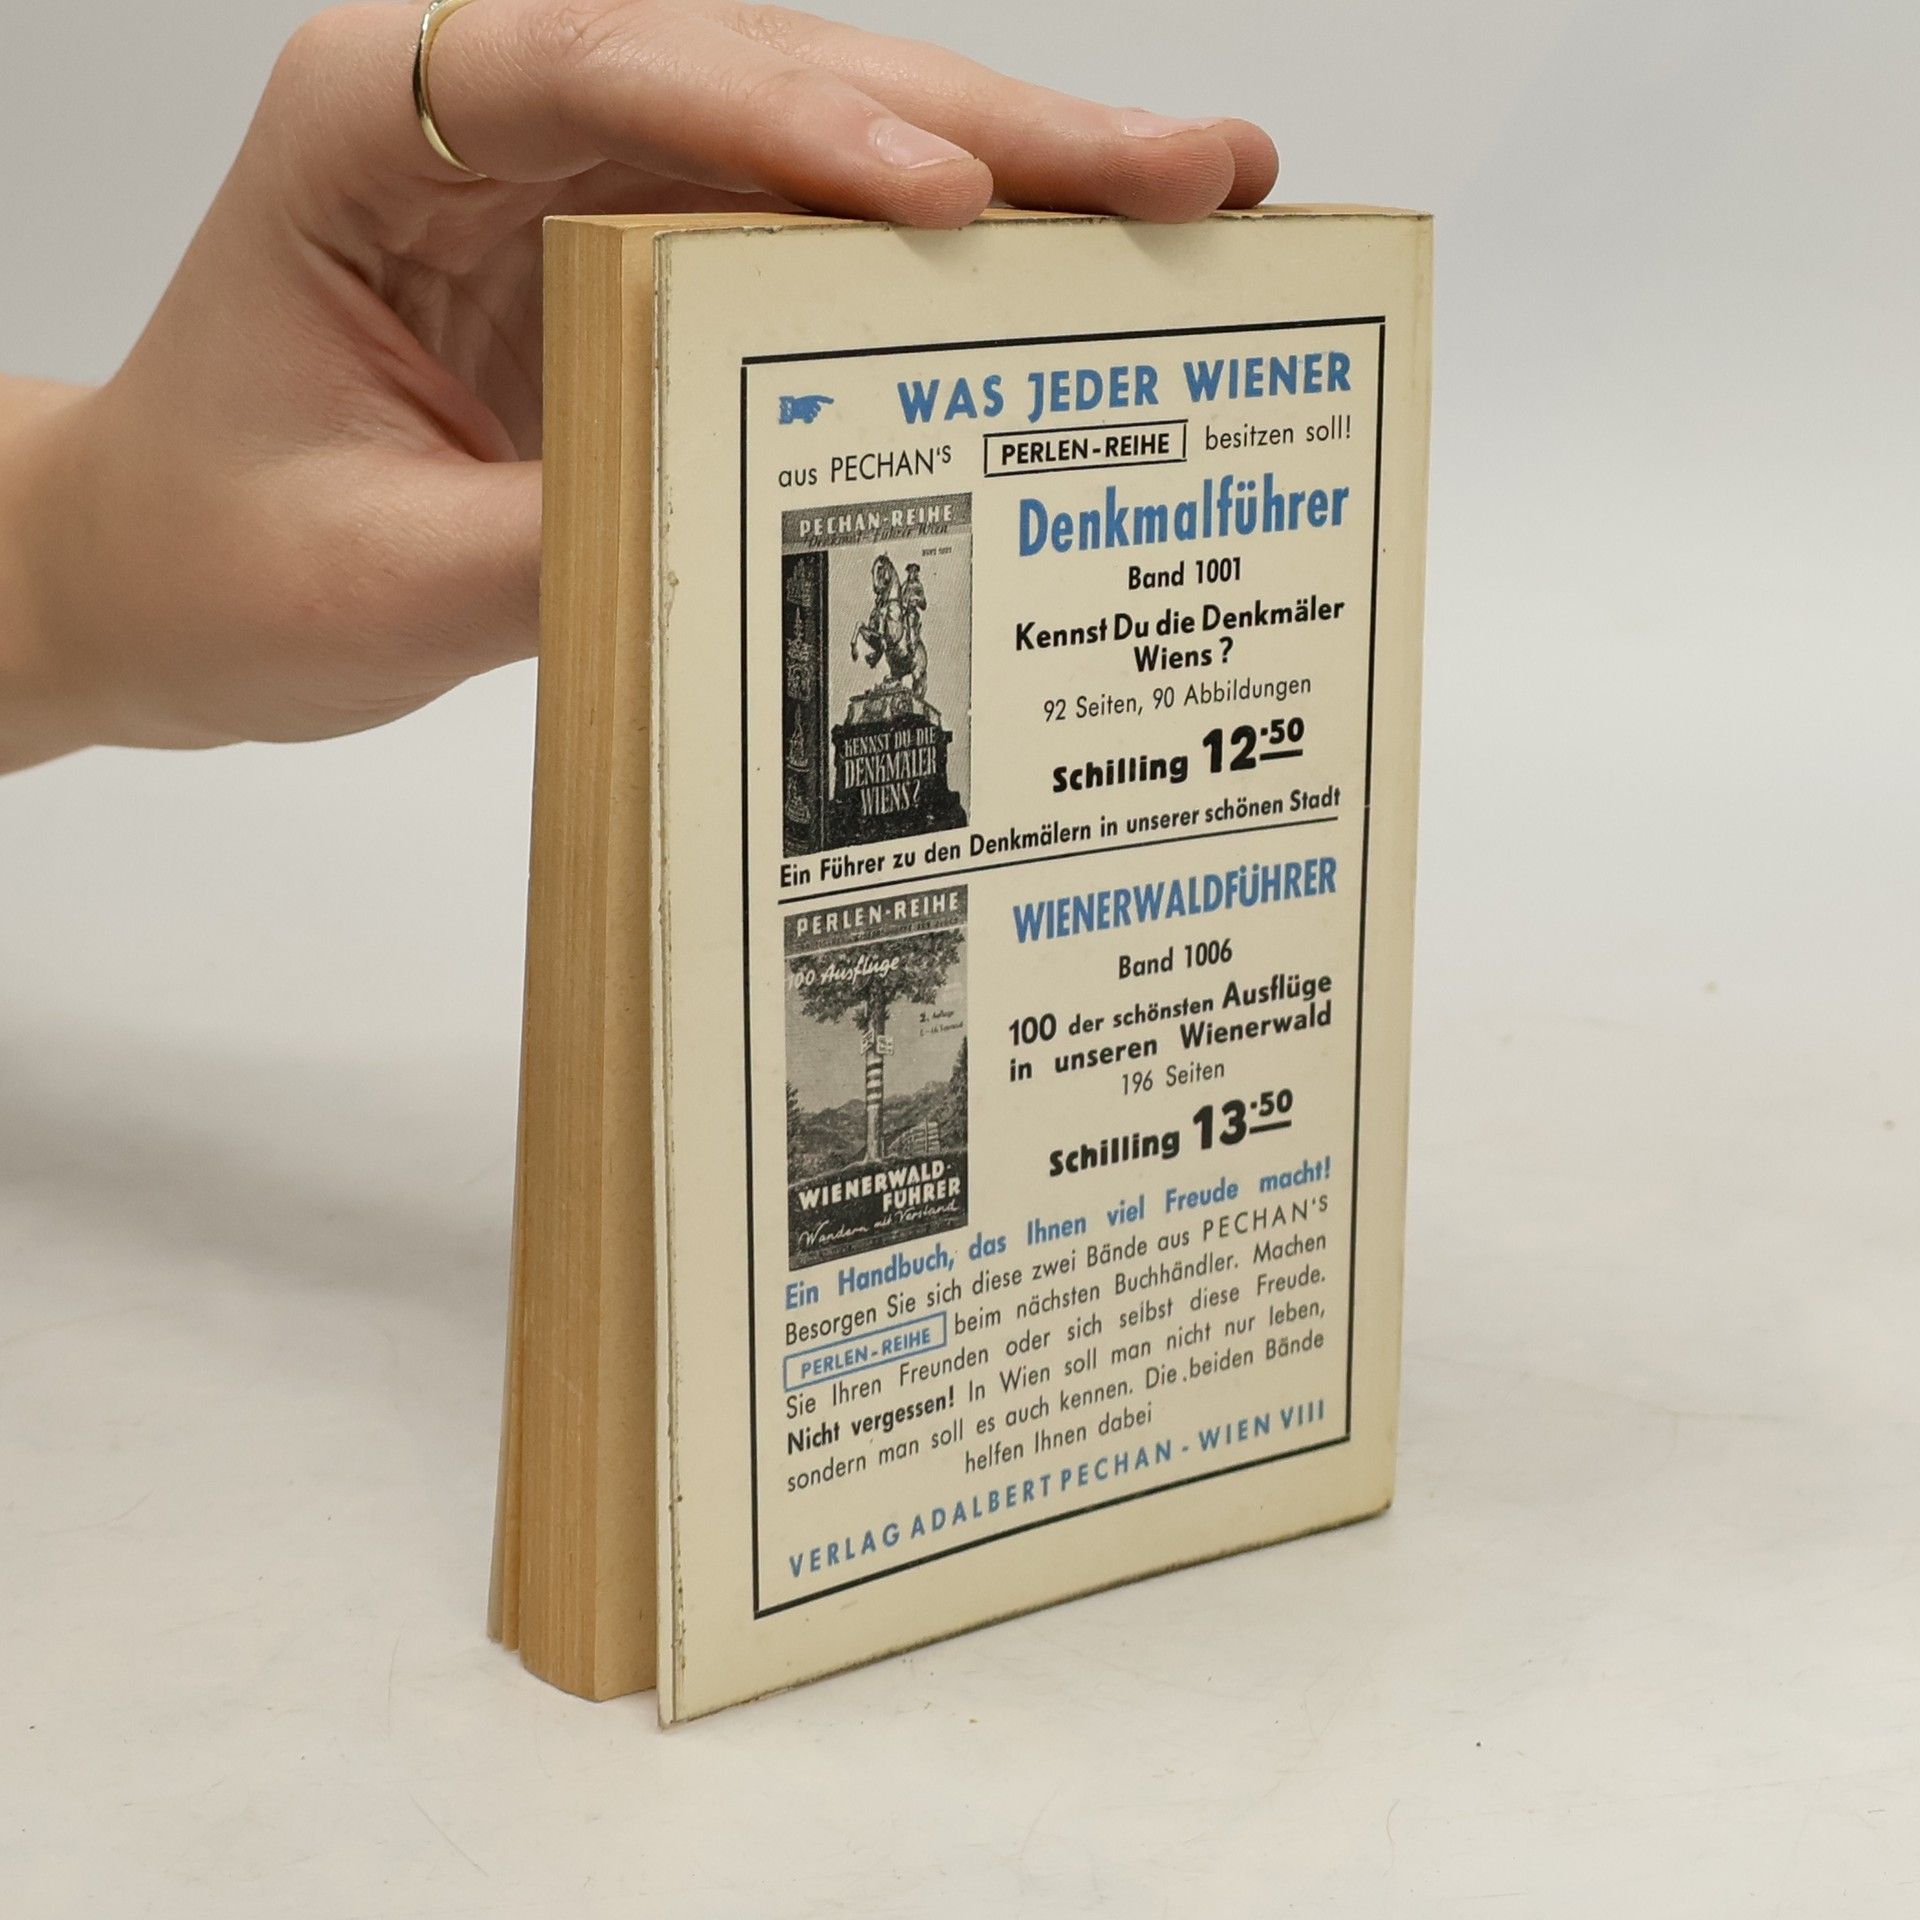 WAS JEDER WIENER
aus PECHAN'S PERLEN-REIHE besitzen soll!
PECHAN-REIHE
Denkmal-Führer Wien
KENNST DU DIE
DENKMÄLER
WIENS?
Denkmalführer
Band 1001
Kennst Du die Denkmäler
Wiens?
92 Seiten, 90 Abbildungen
Schilling 12·50
Ein Führer zu den Denkmälern in unserer schönen Stadt
PERLEN-REIHE
100 Ausflüge
2. Auflage
WIENERWALD-
FÜHRER
Wandern mit Verstand
WIENERWALDFÜHRER
Band 1006
100 der schönsten Ausflüge
in unseren Wienerwald
196 Seiten
Schilling 13·50
Ein Handbuch, das Ihnen viel Freude macht!
Besorgen Sie sich diese zwei Bände aus PECHAN'S
PERLEN-REIHE beim nächsten Buchhändler. Machen
Sie Ihren Freunden oder sich selbst diese Freude.
Nicht vergessen! In Wien soll man nicht nur leben,
sondern man soll es auch kennen. Die beiden Bände
helfen Ihnen dabei
VERLAG ADALBERT PECHAN - WIEN VIII